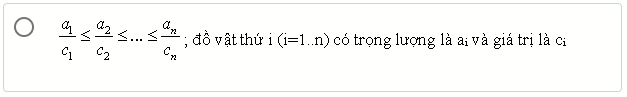 a₁/c₁ ≤ a₂/c₂ ≤ ... ≤ aₙ/cₙ ; đồ vật thứ i (i=1..n) có trọng lượng là aᵢ và giá trị là cᵢ